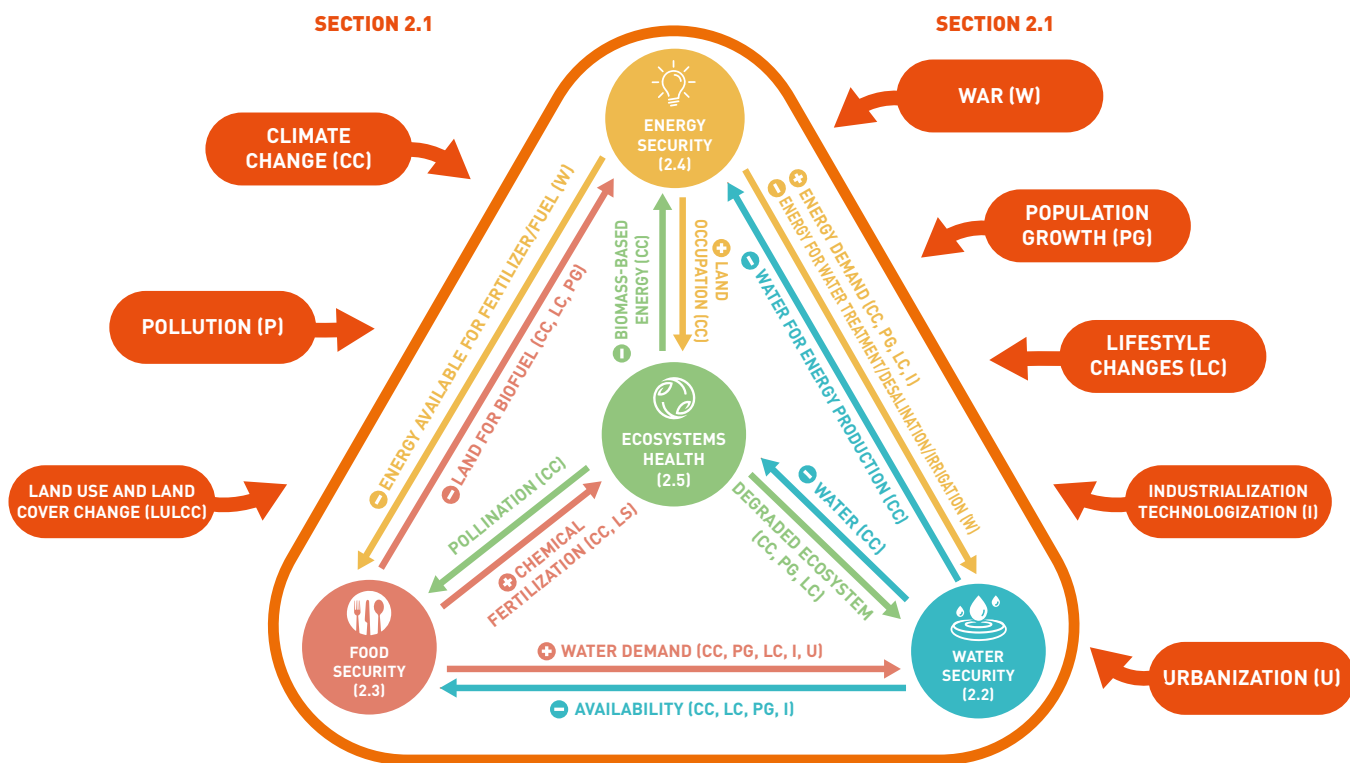 SECTION 2.1
SECTION 2.1
CLIMATE
CHANGE (CC)
POLLUTION (P)
LAND USE AND LAND
COVER CHANGE (LULCC)
WAR (W)
POPULATION
GROWTH (PG)
LIFESTYLE
CHANGES (LC)
INDUSTRIALIZATION
TECHNOLOGIZATION (I)
URBANIZATION (U)
ENERGY
SECURITY
(2.4)
ENERGY AVAILABLE FOR FERTILIZER/FUEL (W)
LAND FOR BIOFUEL (CC, LC, PG)
BIOMASS-BASED
ENERGY (CC)
LAND
OCCUPATION (CC)
WATER FOR ENERGY PRODUCTION (CC)
ENERGY DEMAND (CC, PG, LC, I)
ENERGY FOR WATER TREATMENT/DESALINATION/IRRIGATION (W)
ECOSYSTEMS
HEALTH
(2.5)
POLLINATION (CC)
CHEMICAL
FERTILIZATION (CC, LS)
WATER (CC)
DEGRADED ECOSYSTEM
(CC, PG, LC)
FOOD
SECURITY
(2.3)
WATER DEMAND (CC, PG, LC, I, U)
AVAILABILITY (CC, LC, PG, I)
WATER
SECURITY
(2.2)